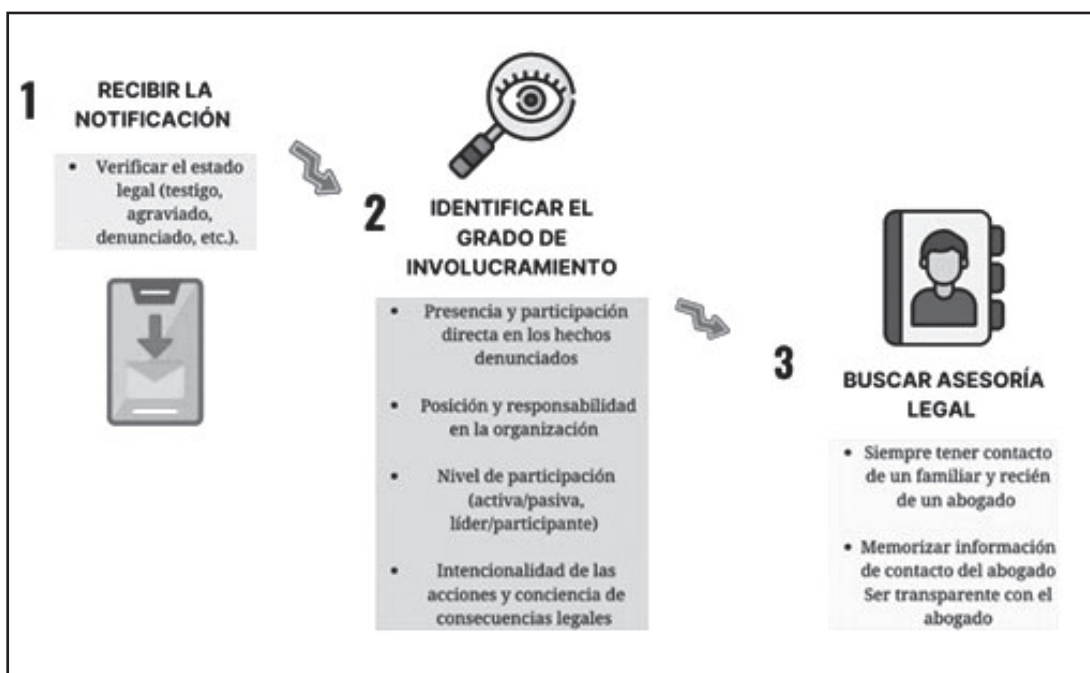 1
RECIBIR LA
NOTIFICACIÓN
• Verificar el estado
legal (testigo,
agraviado,
denunciado, etc.).
2
IDENTIFICAR EL
GRADO DE
INVOLUCRAMIENTO
• Presencia y participación
directa en los hechos
denunciados
• Posición y responsabilidad
en la organización
• Nivel de participación
(activa/pasiva,
líder/participante)
• Intencionalidad de las
acciones y conciencia de
consecuencias legales
3
BUSCAR ASESORÍA
LEGAL
• Siempre tener contacto
de un familiar y recién
de un abogado
• Memorizar información
de contacto del abogado
Ser transparente con el
abogado